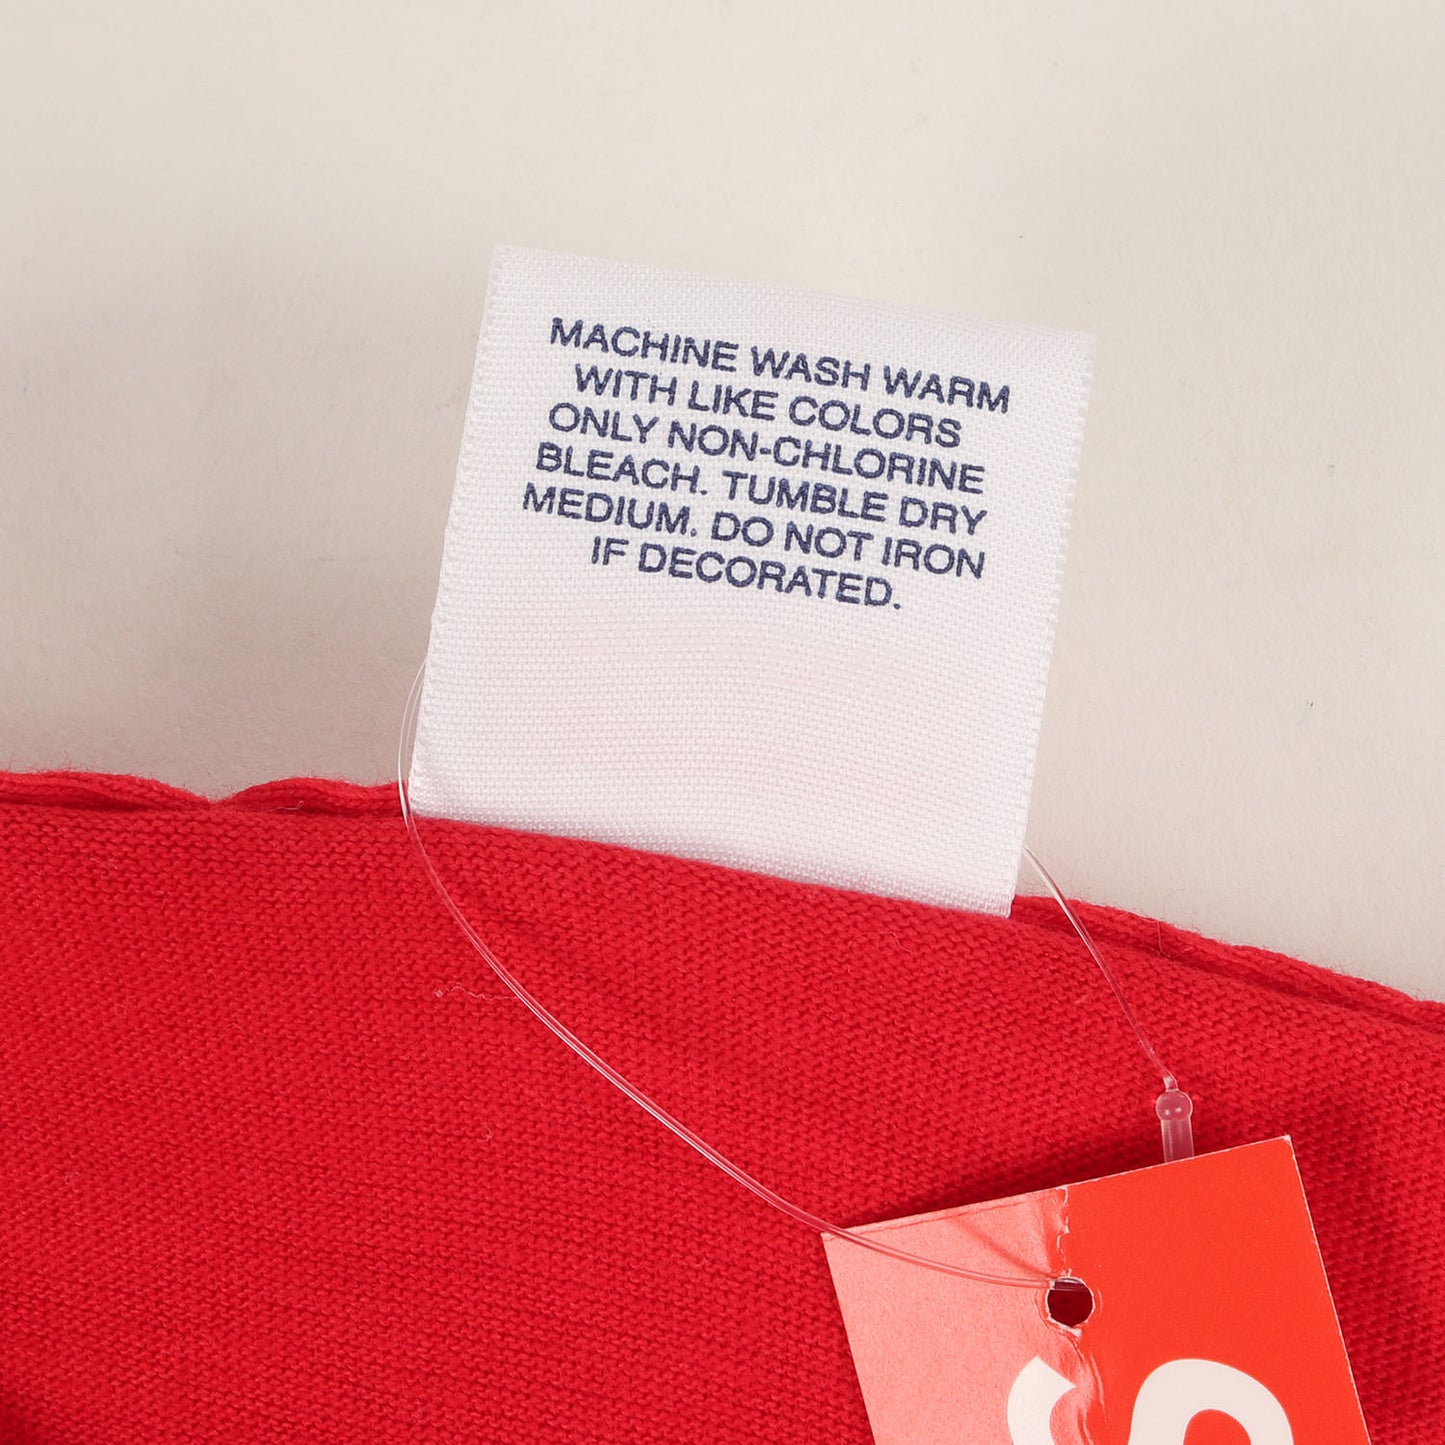 MACHINE WASH WARM
WITH LIKE COLORS
ONLY NON-CHLORINE
BLEACH. TUMBLE DRY
MEDIUM. DO NOT IRON
IF DECORATED.